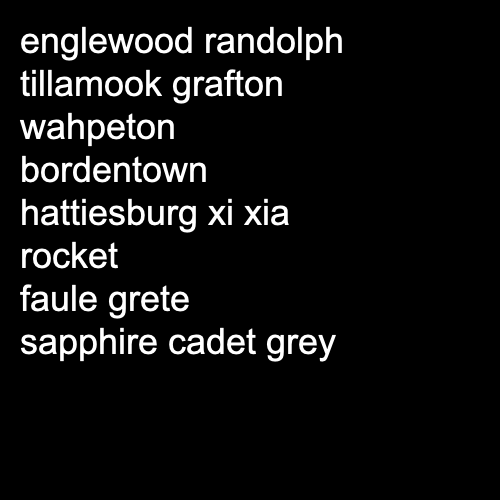 englewood randolph
tillamook grafton
wahpeton
bordentown
hattiesburg xi xia
rocket
faule grete
sapphire cadet grey